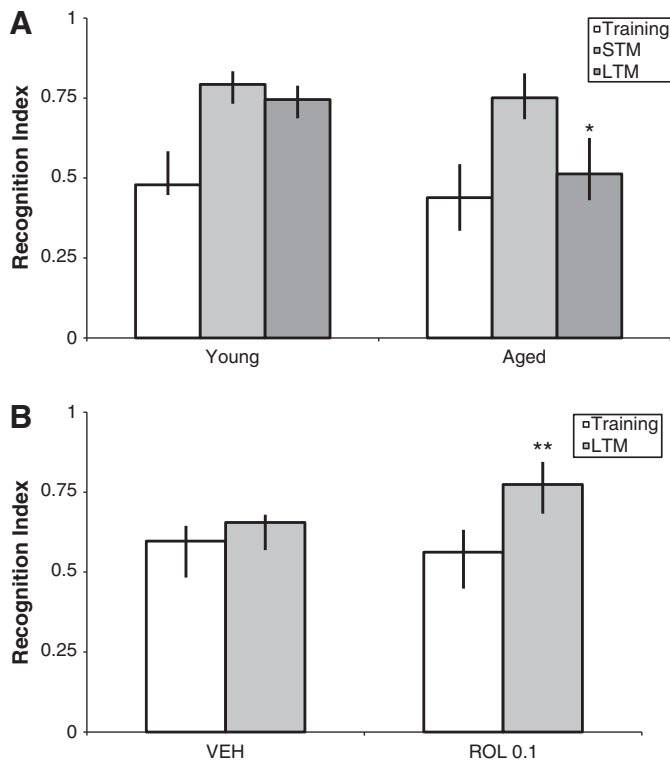 A
Training
STM
LTM
Recognition Index
1
0.75
0.5
0.25
0
*
Young
Aged
B
Training
LTM
Recognition Index
1
0.75
0.5
0.25
0
**
VEH
ROL 0.1